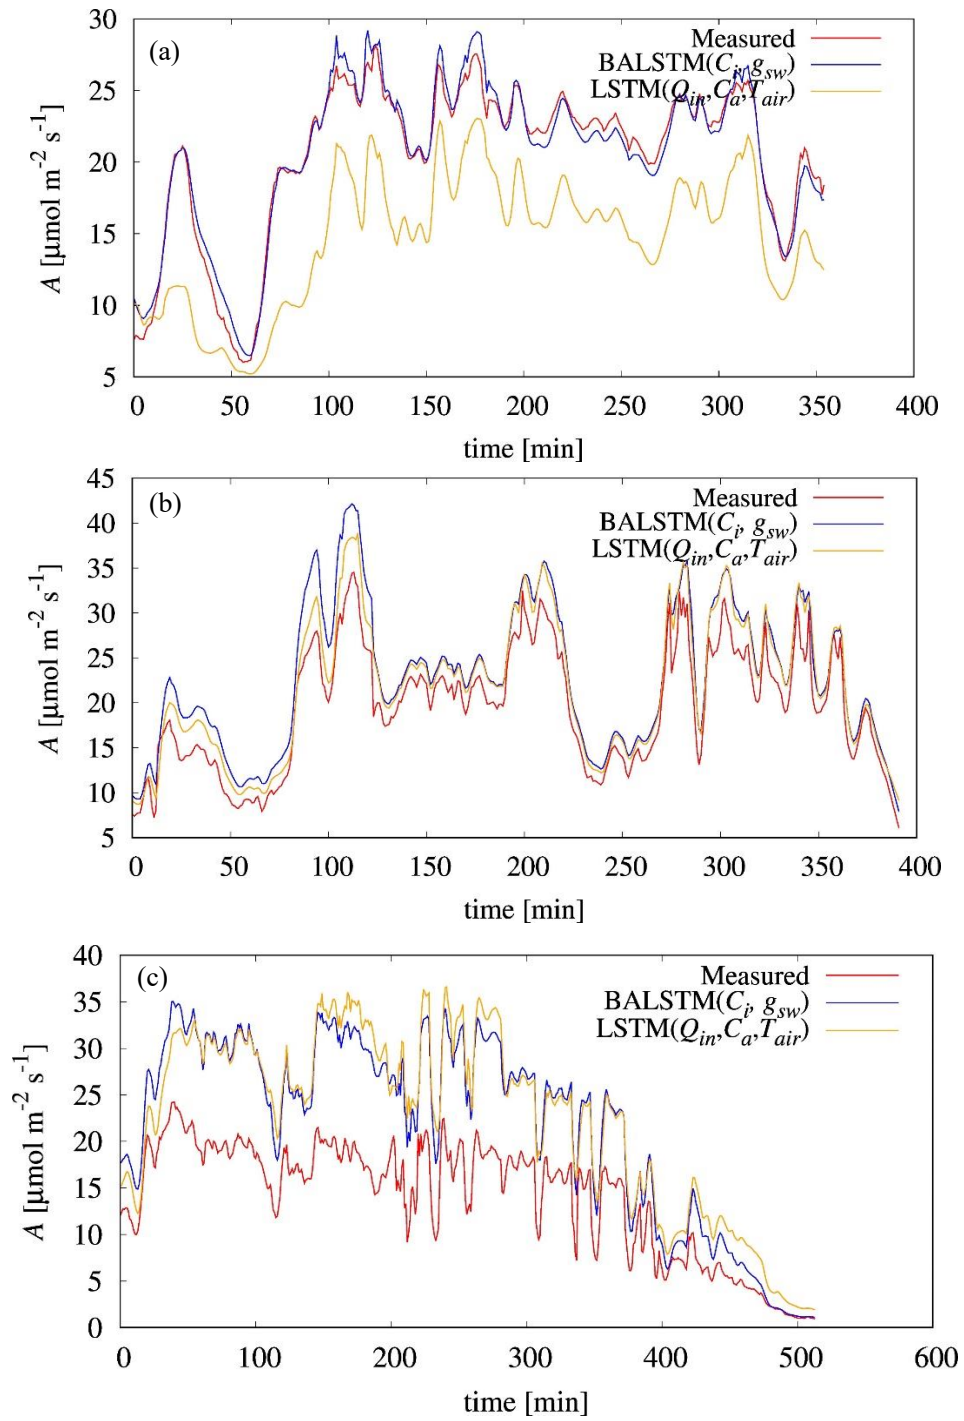 (a)
Measured
BALSTM(Ci, gsw)
LSTM(Qin,Ca,Tair)
A [µmol m-2 s-1]
30
25
20
15
10
5
0 50 100 150 200 250 300 350 400
time [min]
(b)
Measured
BALSTM(Ci, gsw)
LSTM(Qin,Ca,Tair)
A [µmol m-2 s-1]
45
40
35
30
25
20
15
10
5
0 50 100 150 200 250 300 350 400
time [min]
(c)
Measured
BALSTM(Ci, gsw)
LSTM(Qin,Ca,Tair)
A [µmol m-2 s-1]
40
35
30
25
20
15
10
5
0
0 100 200 300 400 500 600
time [min]